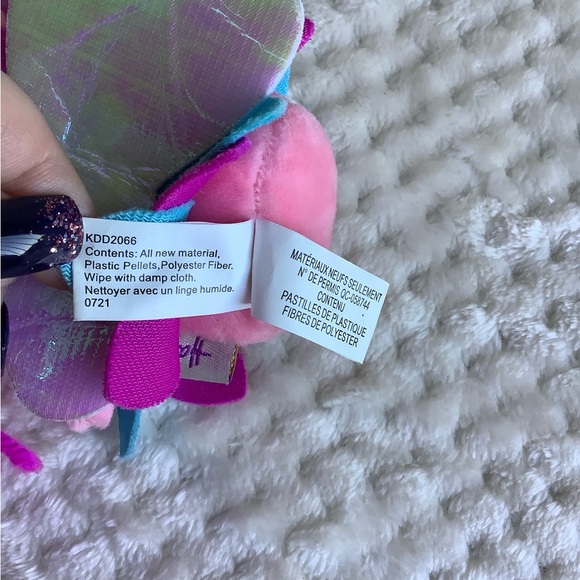 KDD2066
Contents: All new material,
Plastic Pellets,Polyester Fiber.
Wipe with damp cloth.
Nettoyer avec un linge humide.
0721
MATÉRIAUX NEUFS SEULEMENT
N° DE PERMIS QC-058744
CONTENU
PASTILLES DE PLASTIQUE
FIBRES DE POLYESTER